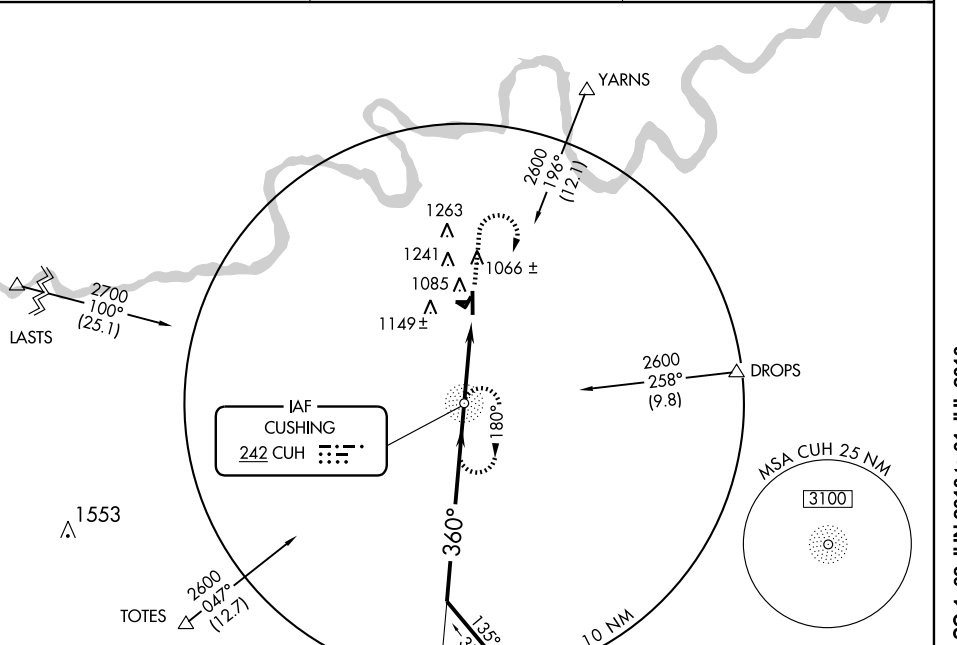 YARNS
2600
196°
(12.1)
1263
1241
1066 ±
1085
1149±
2700
100°
(25.1)
LASTS
2600
258°
(9.8)
DROPS
IAF
CUSHING
242 CUH
180°
MSA CUH 25 NM
3100
1553
360°
2600
047°
(12.7)
TOTES
135°
10 NM